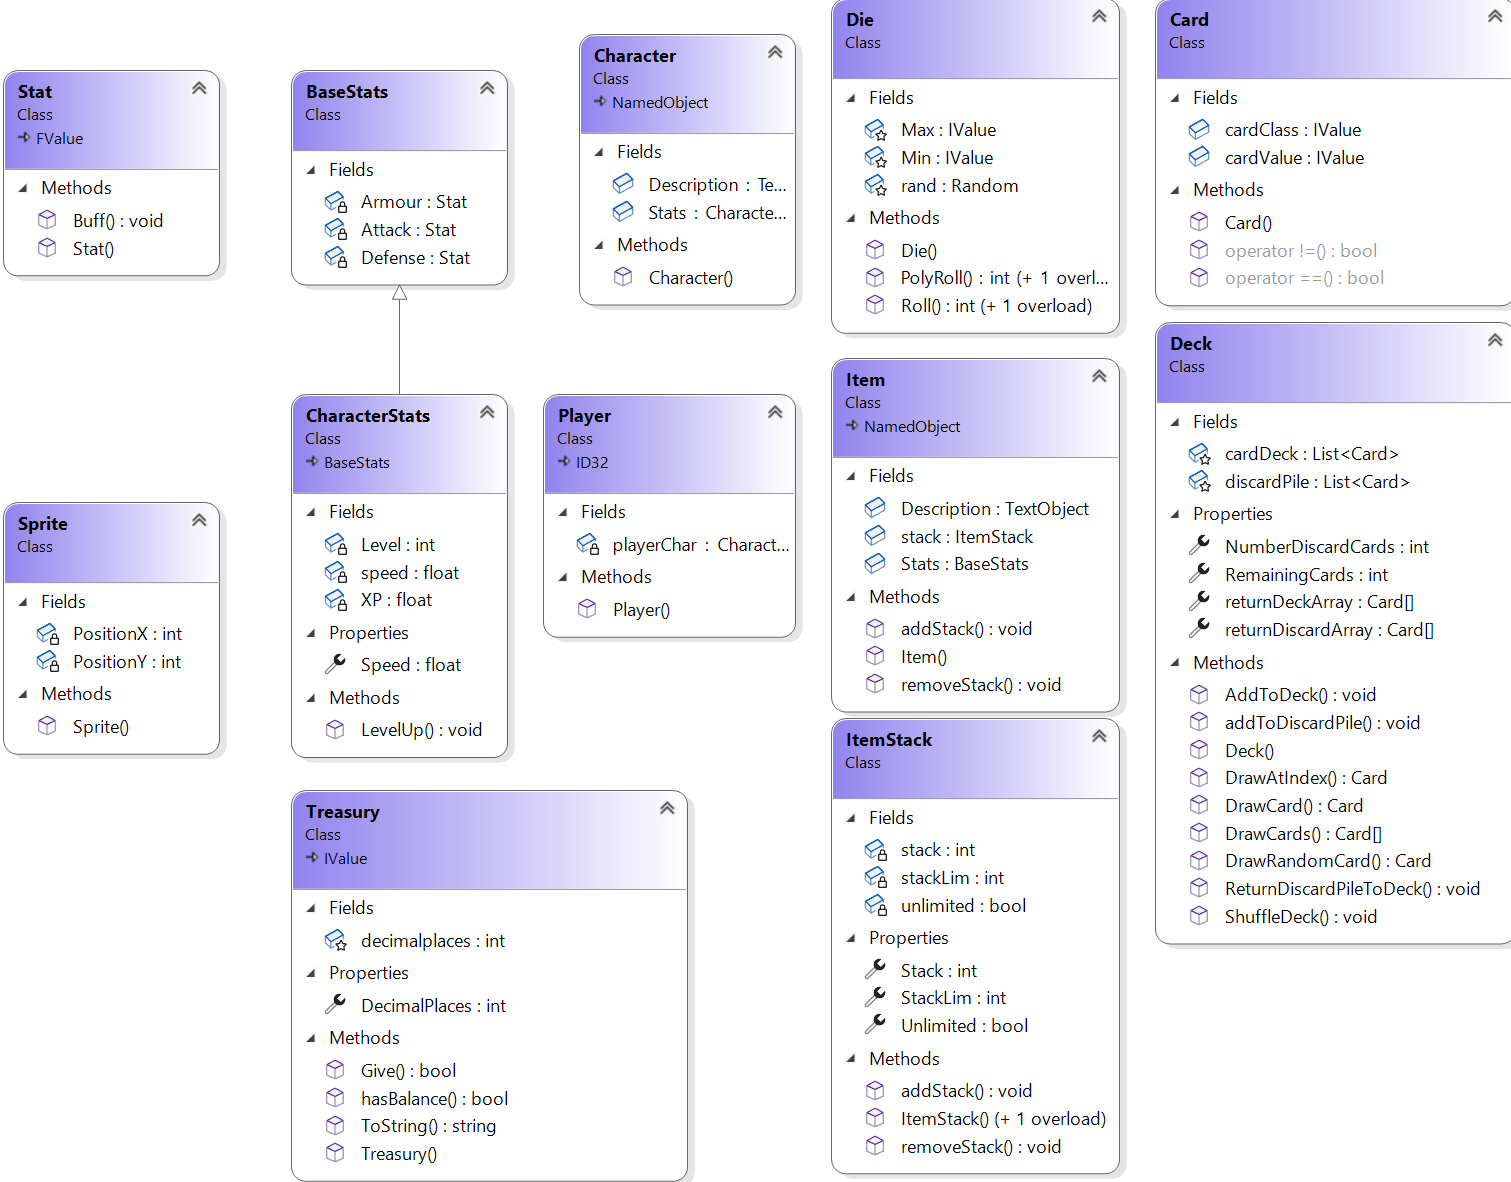 Stat
Class
FValue
Methods
Buff() : void
Stat()
BaseStats
Class
Fields
Armour : Stat
Attack : Stat
Defense : Stat
Character
Class
NamedObject
Fields
Description : Te...
Stats : Characte...
Methods
Character()
Die
Class
Fields
Max : IValue
Min : IValue
rand : Random
Methods
Die()
PolyRoll() : int (+ 1 overl...
Roll() : int (+ 1 overload)
Card
Class
Fields
cardClass : IValue
cardValue : IValue
Methods
Card()
operator !=() : bool
operator ==() : bool
Sprite
Class
Fields
PositionX : int
PositionY : int
Methods
Sprite()
CharacterStats
Class
BaseStats
Fields
Level : int
speed : float
XP : float
Properties
Speed : float
Methods
LevelUp() : void
Player
Class
ID32
Fields
playerChar : Charact...
Methods
Player()
Item
Class
NamedObject
Fields
Description : TextObject
stack : ItemStack
Stats : BaseStats
Methods
addStack() : void
Item()
removeStack() : void
Deck
Class
Fields
cardDeck : List<Card>
discardPile : List<Card>
Properties
NumberDiscardCards : int
RemainingCards : int
returnDeckArray : Card[]
returnDiscardArray : Card[]
Methods
AddToDeck() : void
addToDiscardPile() : void
Deck()
DrawAtIndex() : Card
DrawCard() : Card
DrawCards() : Card[]
DrawRandomCard() : Card
ReturnDiscardPileToDeck() : void
ShuffleDeck() : void
Treasury
Class
IValue
Fields
decimalplaces : int
Properties
DecimalPlaces : int
Methods
Give() : bool
hasBalance() : bool
ToString() : string
Treasury()
ItemStack
Class
Fields
stack : int
stackLim : int
unlimited : bool
Properties
Stack : int
StackLim : int
Unlimited : bool
Methods
addStack() : void
ItemStack() (+ 1 overload)
removeStack() : void